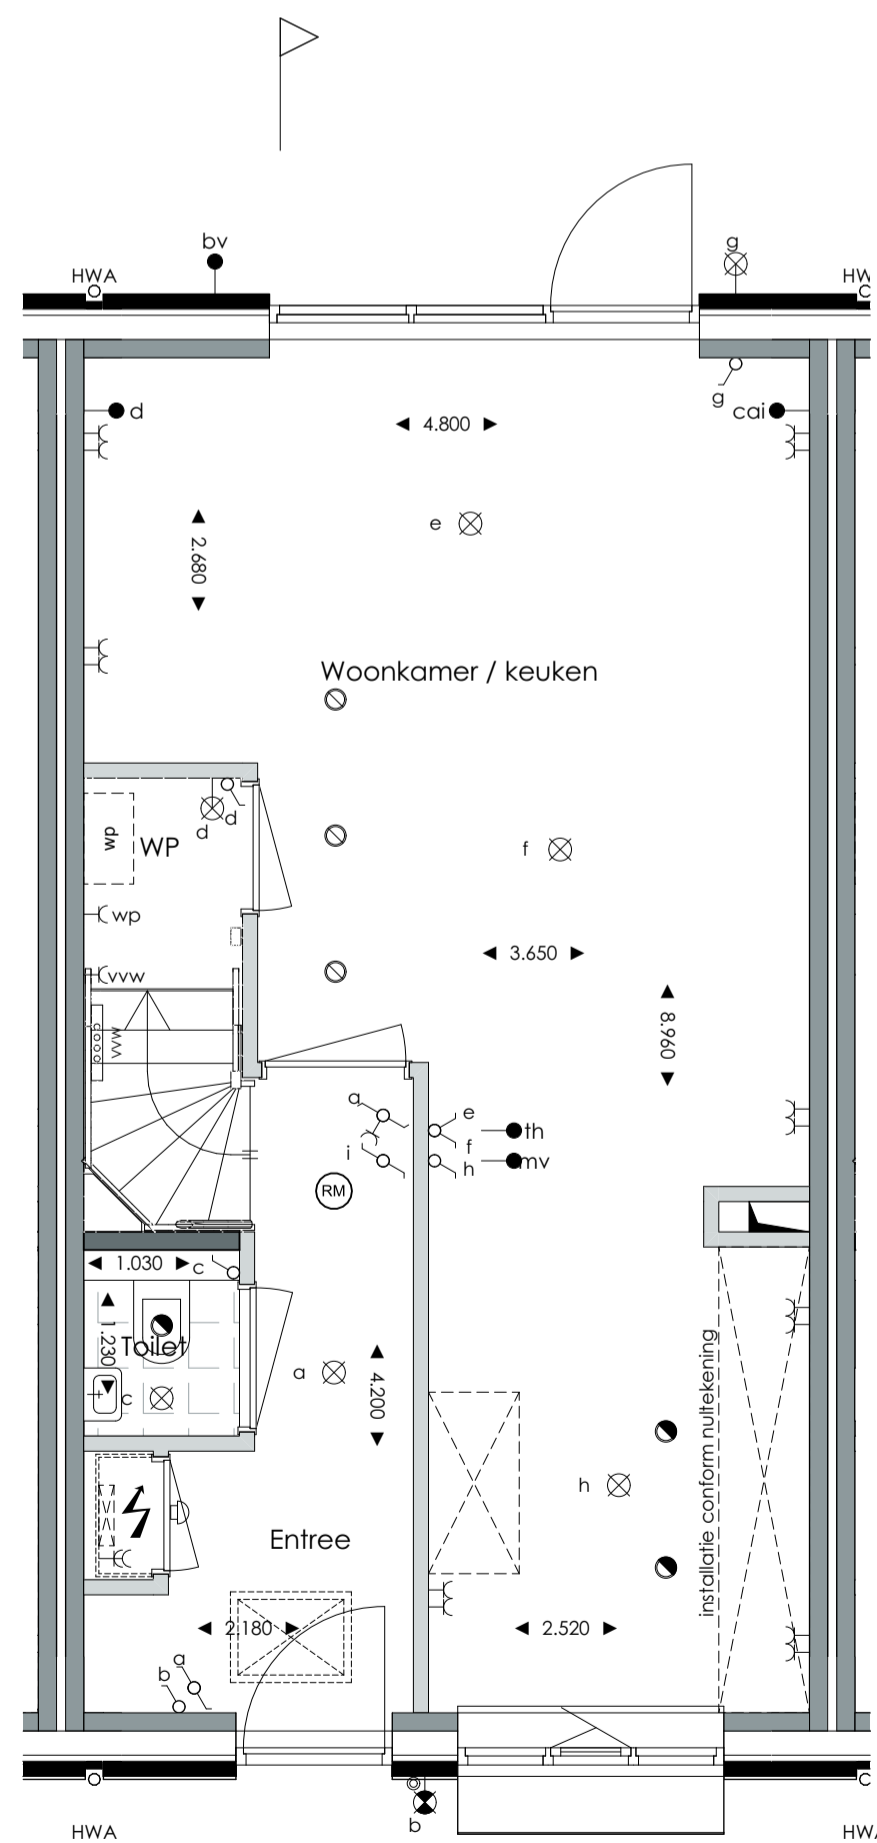 bv
g
HWA
HW
g
d
cai
4.800
e
2.680
Woonkamer / keuken
d
d
wp
WP
f
wp
3.650
vvw
8.960
a
e
th
f
i
h
mv
RM
1.030
c
1.230
Toilet
a
4.200
c
installatie conform nultekening
h
Entree
2.180
2.520
a
b
b
HWA
HWA